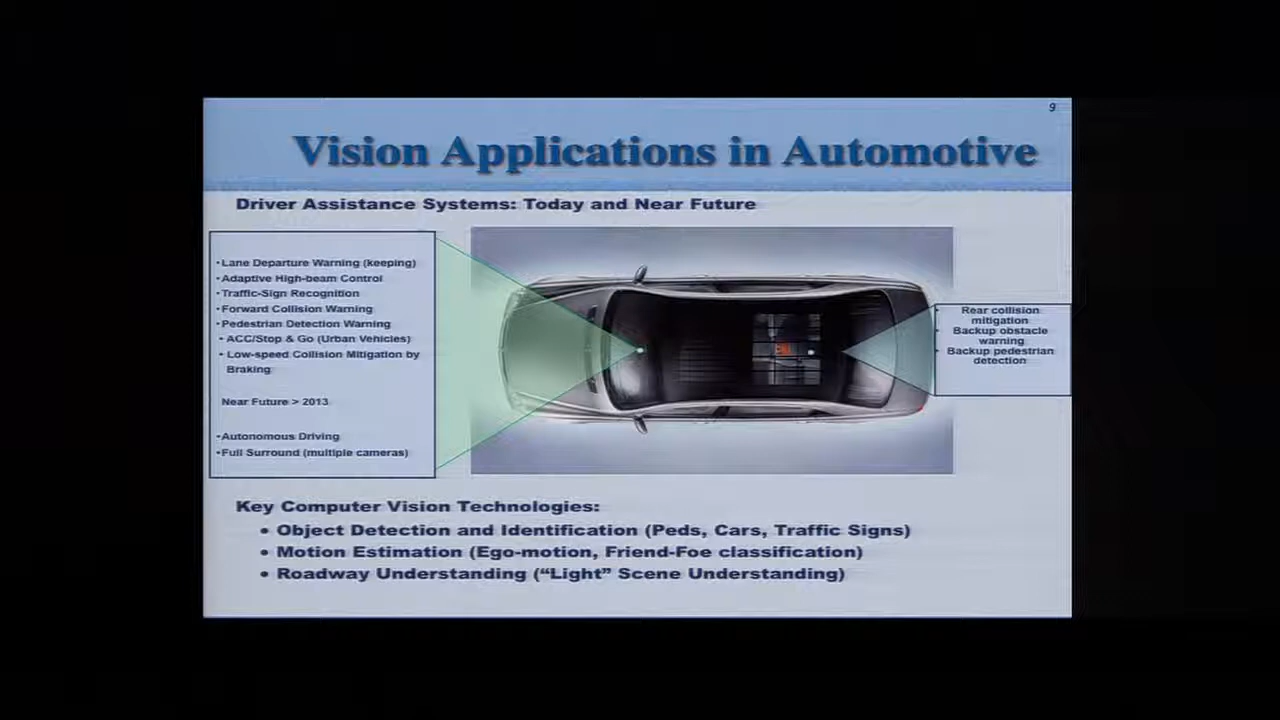 9
Vision Applications in Automotive
Driver Assistance Systems: Today and Near Future
•Lane Departure Warning (keeping)
•Adaptive High-beam Control
•Traffic-Sign Recognition
•Forward Collision Warning
•Pedestrian Detection Warning
• ACC/Stop & Go (Urban Vehicles)
• Low-speed Collision Mitigation by
Braking
Near Future > 2013
•Autonomous Driving
•Full Surround (multiple cameras)
• Rear collision
mitigation
• Backup obstacle
warning
• Backup pedestrian
detection
Key Computer Vision Technologies:
• Object Detection and Identification (Peds, Cars, Traffic Signs)
• Motion Estimation (Ego-motion, Friend-Foe classification)
• Roadway Understanding (“Light” Scene Understanding)